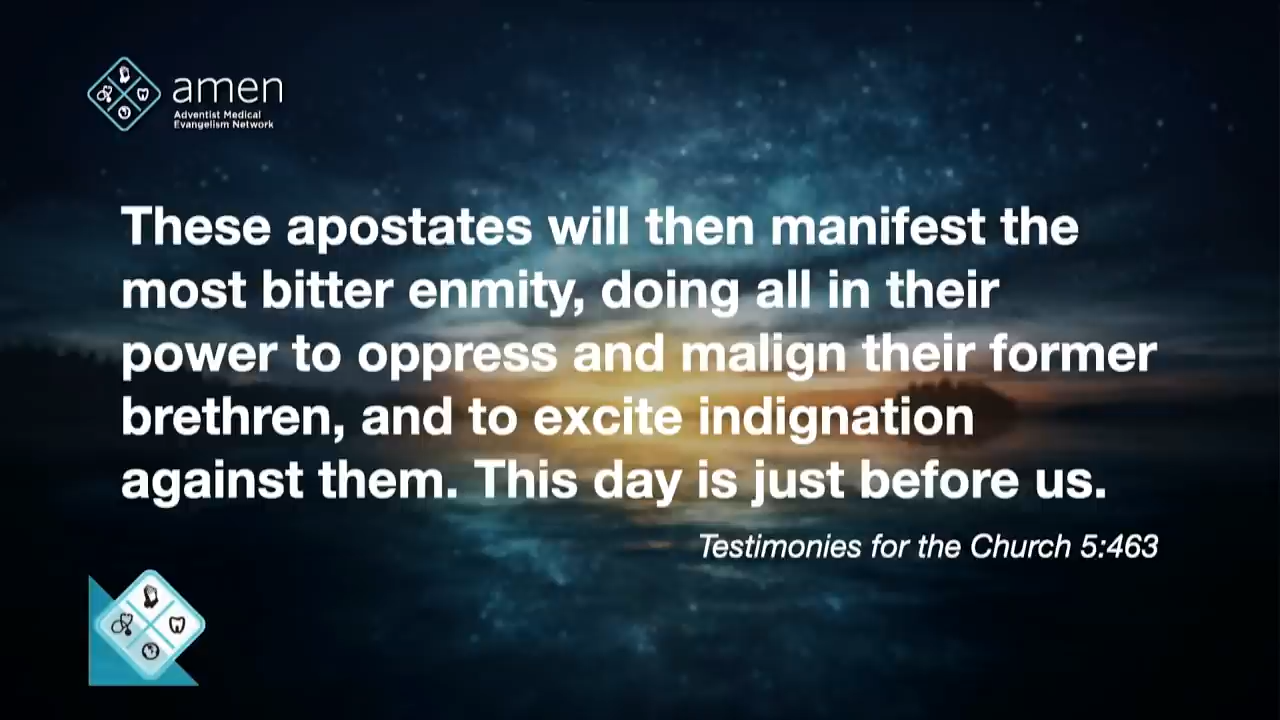 amen
Adventist Medical
Evangelism Network
These apostates will then manifest the
most bitter enmity, doing all in their
power to oppress and malign their former
brethren, and to excite indignation
against them. This day is just before us.
Testimonies for the Church 5:463